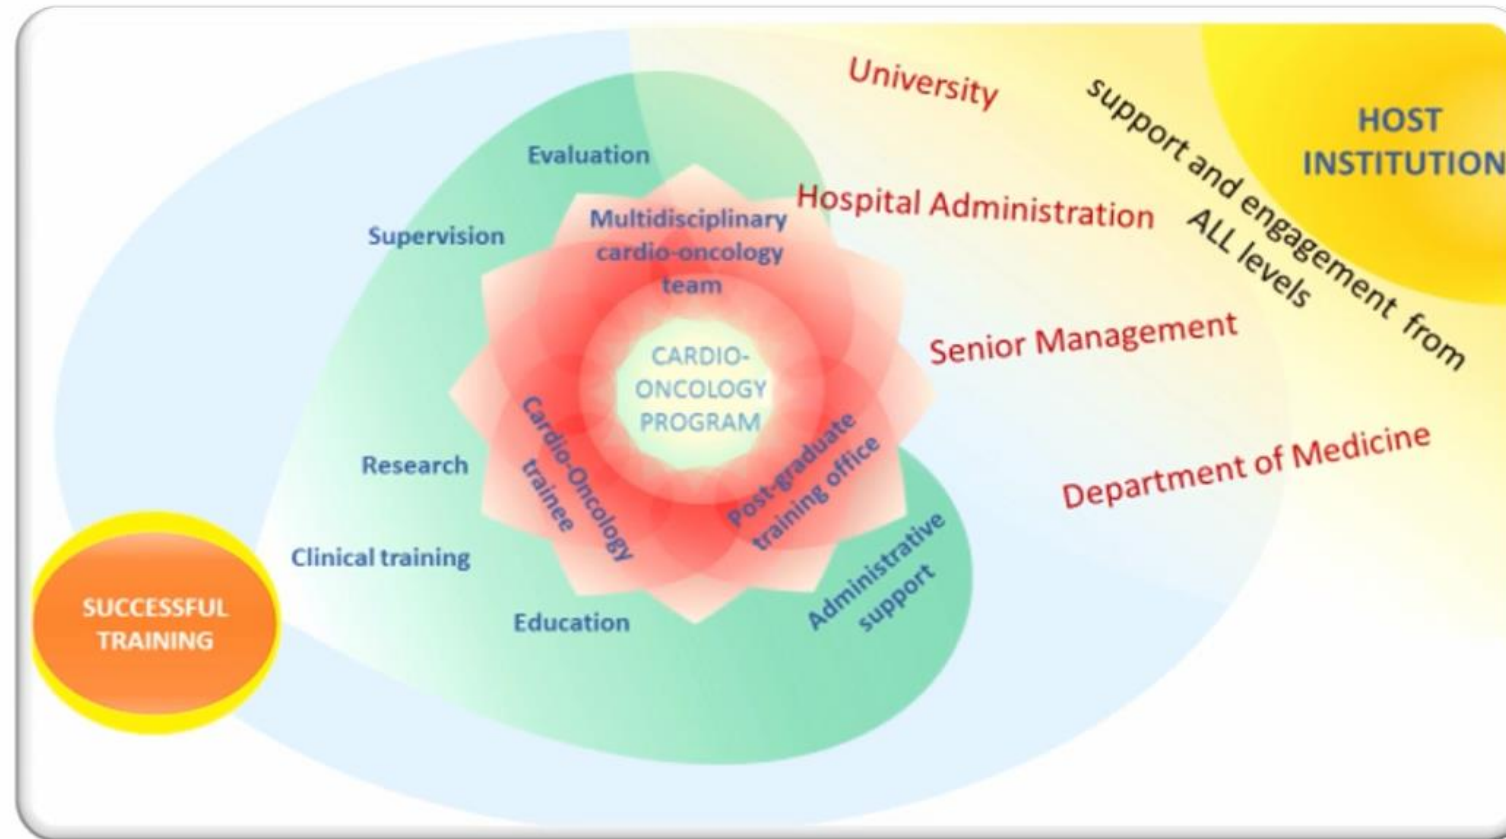 University
support and engagement from
ALL levels
HOST
INSTITUTION
Evaluation
Hospital Administration
Supervision
Multidisciplinary
cardio-oncology
team
Senior Management
CARDIO-
ONCOLOGY
PROGRAM
Cardio-Oncology
trainee
Post-graduate
training office
Research
Department of Medicine
Clinical training
Administrative
support
Education
SUCCESSFUL
TRAINING